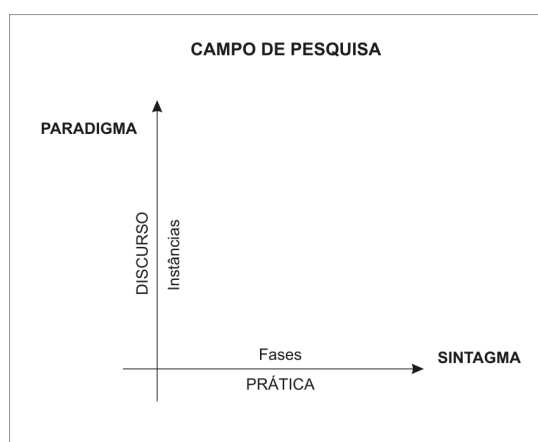 CAMPO DE PESQUISA
PARADIGMA
DISCURSO
Instâncias
Fases
SINTAGMA
PRÁTICA